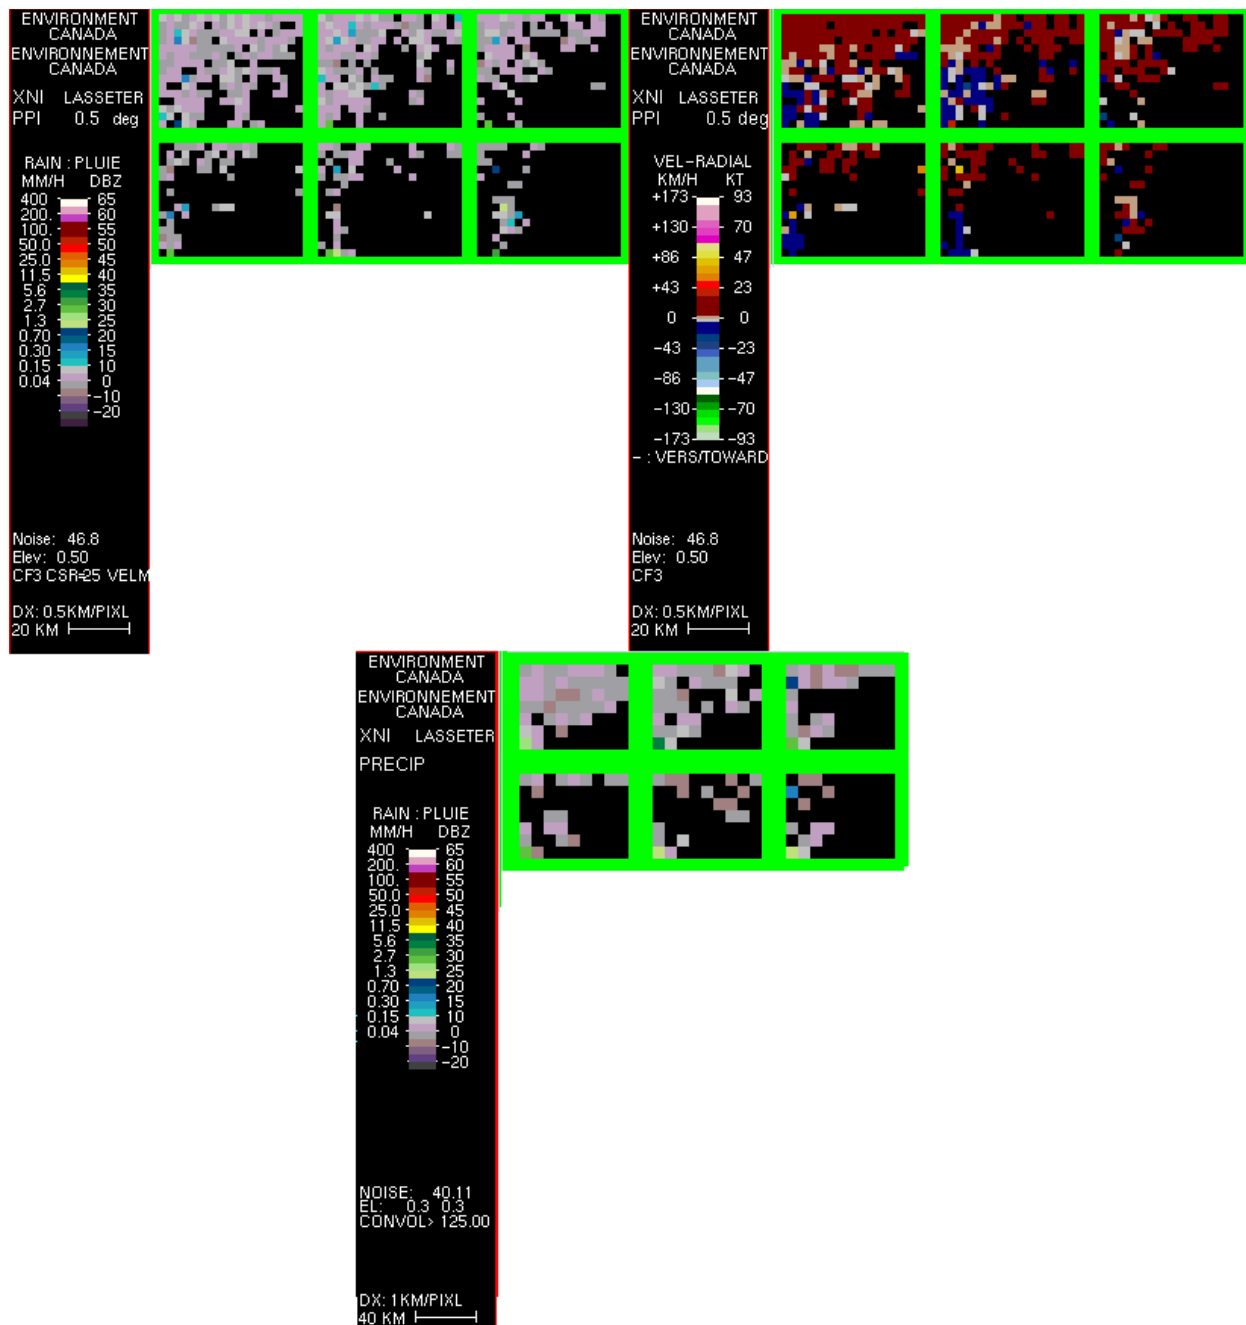 ENVIRONMENT
CANADA
ENVIRONNEMENT
CANADA
XNI LASSETER
PPI 0.5 deg
RAIN : PLUIE
MM/H DBZ
400 65
200. 60
100. 55
50.0 50
25.0 45
11.5 40
5.6 35
2.7 30
1.3 25
0.70 20
0.30 15
0.15 10
0.04 0
-10
-20
Noise: 46.8
Elev: 0.50
CF3 CSR=25 VELM
DX: 0.5KM/PIXL
20 KM
ENVIRONMENT
CANADA
ENVIRONNEMENT
CANADA
XNI LASSETER
PPI 0.5 deg
VEL-RADIAL
KM/H KT
+173 93
+130 70
+86 47
+43 23
0 0
-43 -23
-86 -47
-130 -70
-173 -93
- : VERS/TOWARD
Noise: 46.8
Elev: 0.50
CF3
DX: 0.5KM/PIXL
20 KM
ENVIRONMENT
CANADA
ENVIRONNEMENT
CANADA
XNI LASSETER
PRECIP
RAIN : PLUIE
MM/H DBZ
400 65
200. 60
100. 55
50.0 50
25.0 45
11.5 40
5.6 35
2.7 30
1.3 25
0.70 20
0.30 15
0.15 10
0.04 0
-10
-20
NOISE: 40.11
EL: 0.3 0.3
CONVOL> 125.00
DX: 1KM/PIXL
40 KM